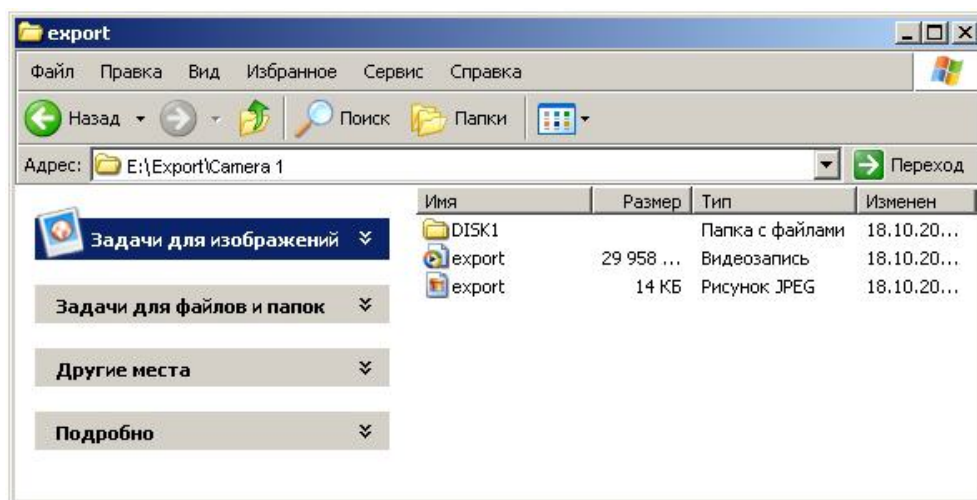 export
Файл Правка Вид Избранное Сервис Справка
Назад Поиск Папки
Адрес: E:\Export\Camera 1 Переход
Имя Размер Тип Изменен
Задачи для изображений
Задачи для файлов и папок
Другие места
Подробно
DISK1 Папка с файлами 18.10.20...
export 29 958 ... Видеозапись 18.10.20...
export 14 КБ Рисунок JPEG 18.10.20...